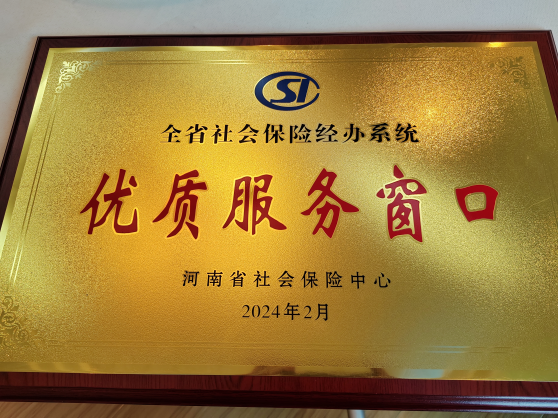 CSI
全省社会保险经办系统
优质服务窗口
河南省社会保险中心
2024年2月